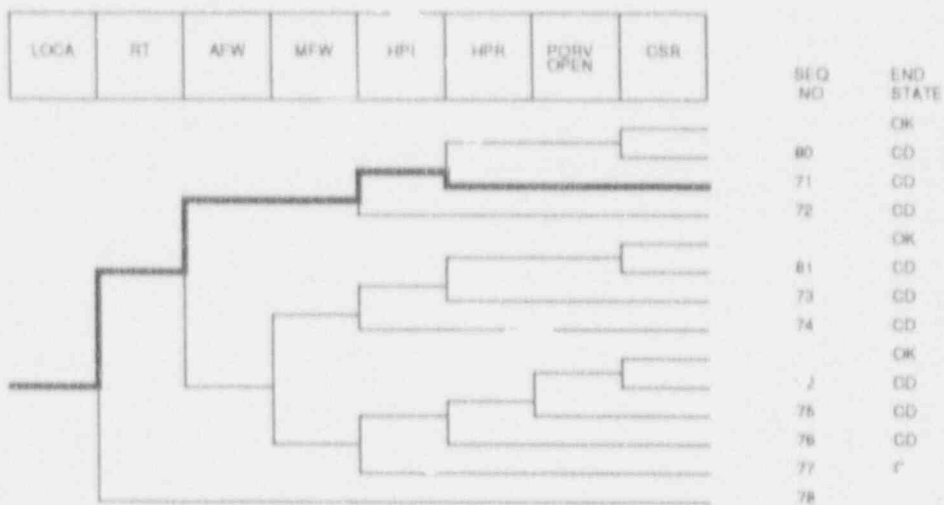 LOCA RT AFW MFW HPI HPR PORV OPEN CSR
SEQ NO END STATE
OK
80 CD
71 CD
72 CD
OK
81 CD
73 CD
74 CD
OK
CD
75 CD
76 CD
77
78